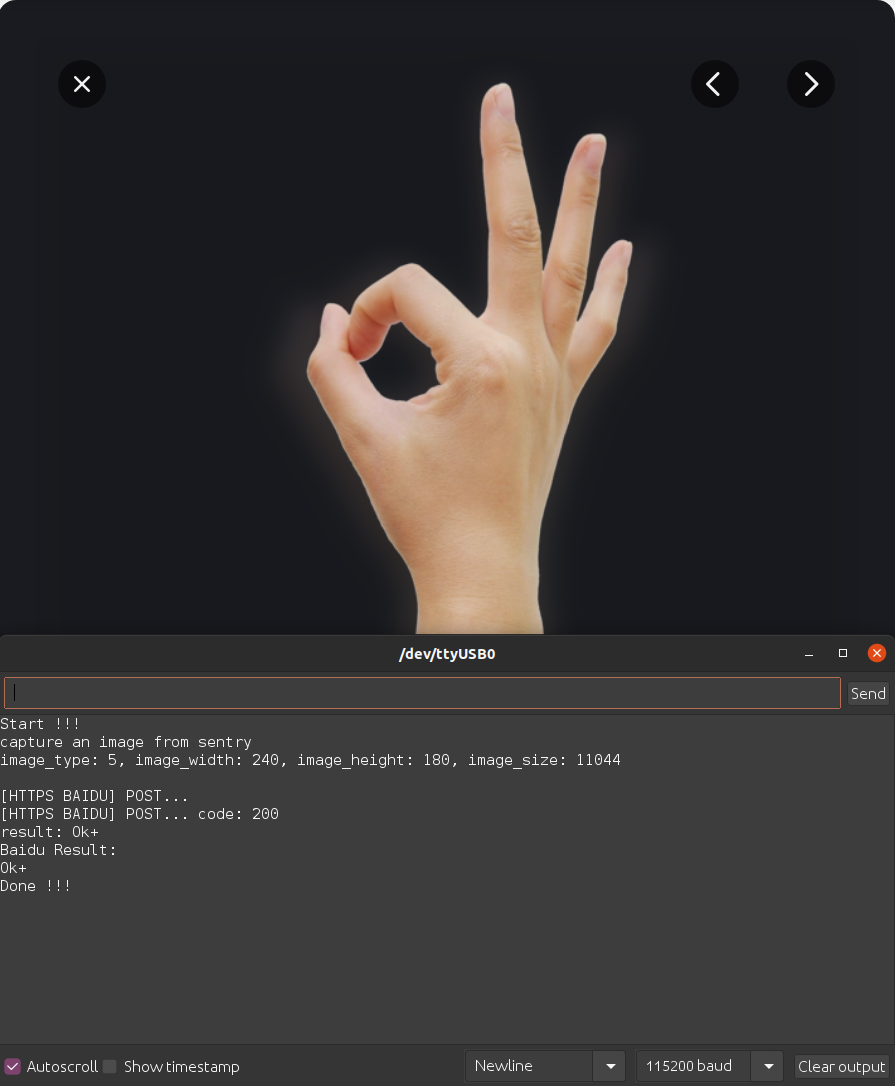 /dev/ttyUSB0
Send
Start !!!
capture an image from sentry
image_type: 5, image_width: 240, image_height: 180, image_size: 11044
[HTTPS BAIDU] POST...
[HTTPS BAIDU] POST... code: 200
result: Ok+
Baidu Result:
Ok+
Done !!!
Autoscroll Show timestamp Newline 115200 baud Clear output